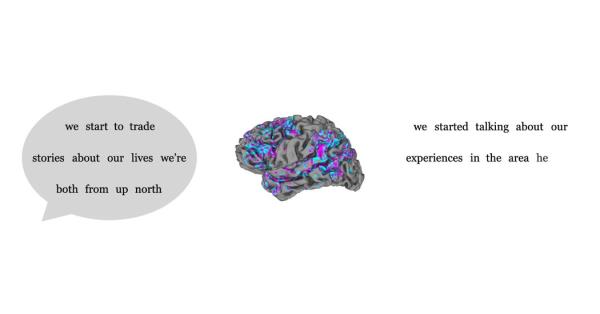 we start to trade
stories about our lives we're
both from up north
we started talking about our
experiences in the area he